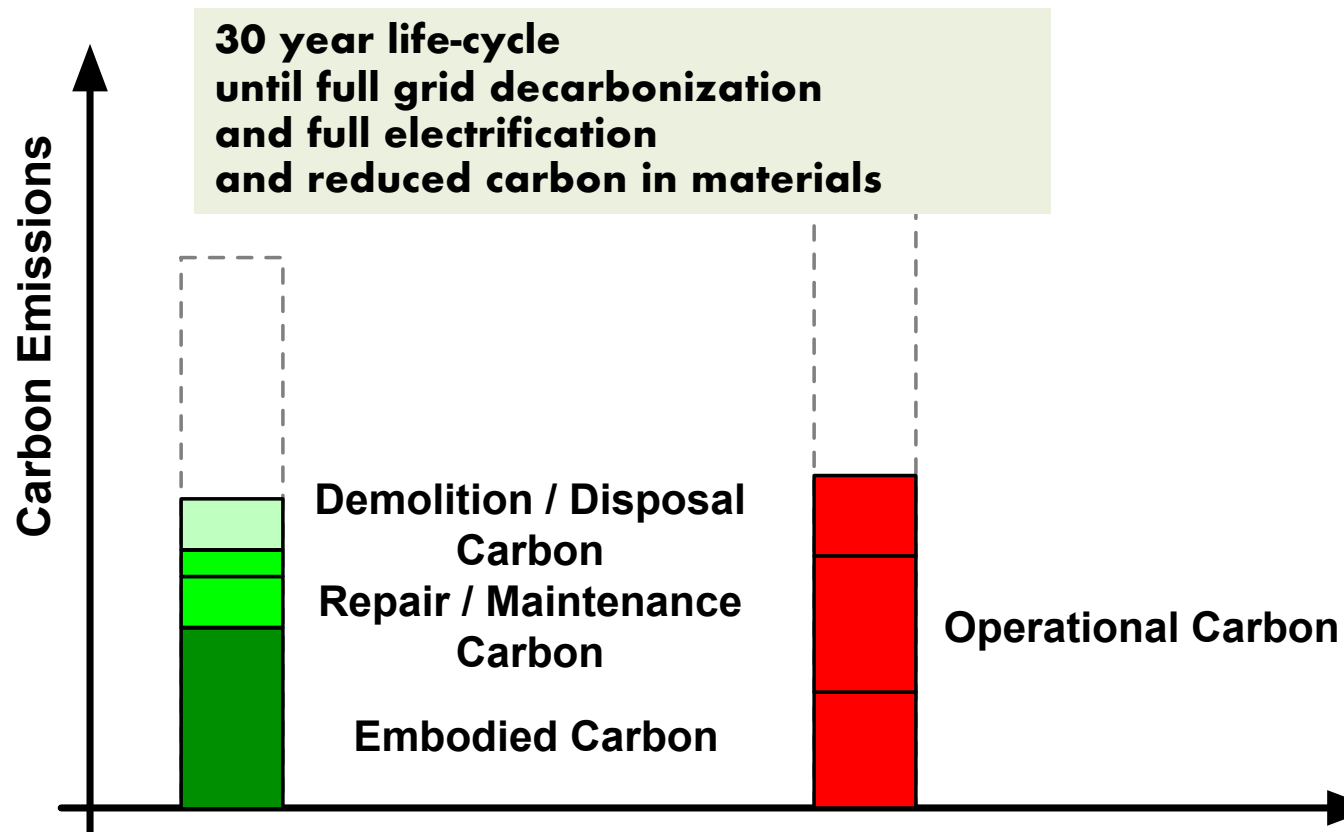 30 year life-cycle
until full grid decarbonization
and full electrification
and reduced carbon in materials
Carbon Emissions
Demolition / Disposal
Carbon
Repair / Maintenance
Carbon
Embodied Carbon
Operational Carbon